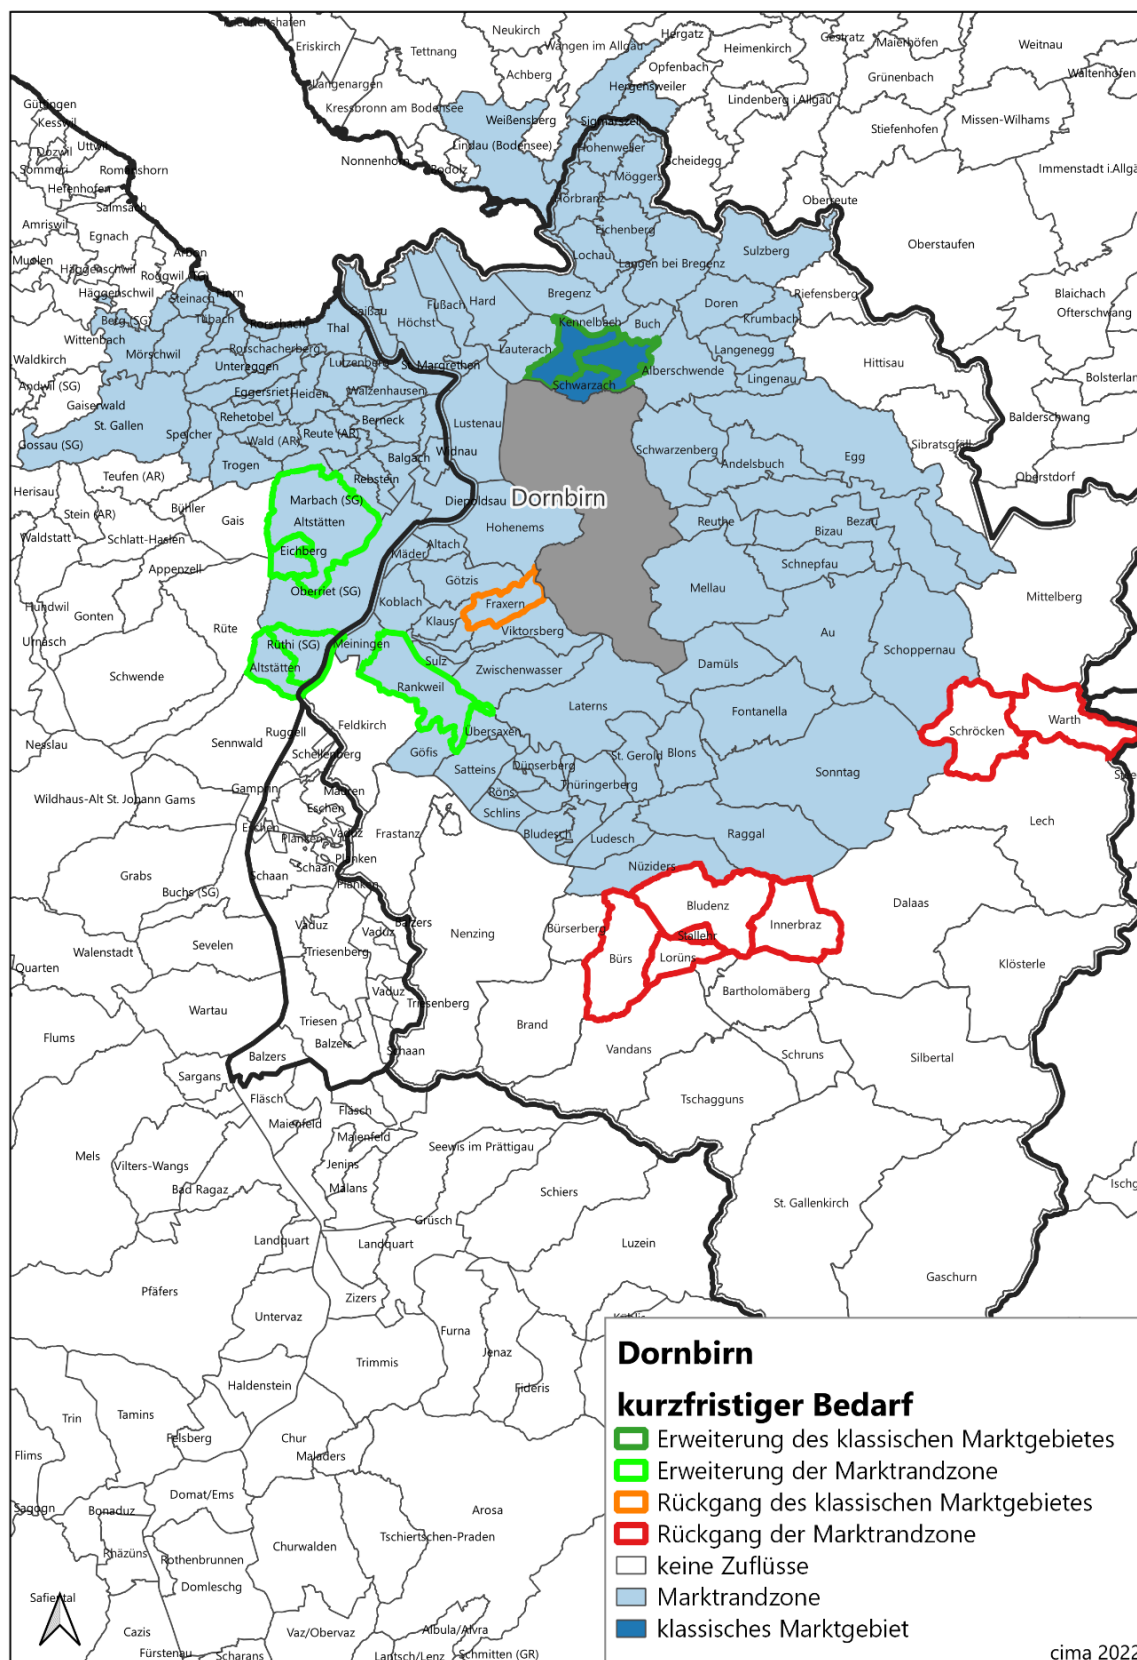 Friedrichshafen
Eriskirch
Tettnang
Neukirch
Wangen im Allgäu
Hergatz
Heimenkirch
Gestratz
Maierhöfen
Weitnau
Waltenhofen
Achberg
Opfenbach
Grünenbach
Langenargen
Hergensweiler
Kressbronn am Bodensee
Weißensberg
Sigmarszell
Lindenberg i.Allgäu
Stiefenhofen
Missen-Wilhams
Güttingen
Kesswil
Uttwil
Dozwil
Sommeri
Romanshorn
Hefenhofen
Salmsach
Nonnenhorn
Bodolz
Lindau (Bodensee)
Hohenweiler
Möggers
Scheidegg
Immenstadt i.Allgä
Hörbranz
Oberreute
Amriswil
Egnach
Eichenberg
Oberstaufen
Muolen
Häggenschwil
Arbon
Roggwil (TG)
Lochau
Langen bei Bregenz
Sulzberg
Häggenschwil
Steinach
Horn
Bregenz
Doren
Riefensberg
Blaichach
Ofterschwang
Berg (SG)
Tübach
Rorschach
Thal
Gaißau
Höchst
Fußach
Hard
Kennelbach
Buch
Krumbach
Wittenbach
Waldkirch
Mörschwil
Rorschacherberg
Untereggen
Lutzenberg
St. Margrethen
Lauterach
Langenegg
Hittisau
Andwil (SG)
Gaiserwald
Eggersriet
Heiden
Walzenhausen
Schwarzach
Alberschwende
Lingenau
Bolsterlan
Balderschwang
St. Gallen
Rehetobel
Berneck
Lustenau
Gossau (SG)
Speicher
Wald (AR)
Reute (AR)
Balgach
Widnau
Schwarzenberg
Andelsbuch
Egg
Sibratsgfäll
Oberstdorf
Teufen (AR)
Trogen
Rebstein
Herisau
Stein (AR)
Bühler
Gais
Marbach (SG)
Altstätten
Diepoldsau
Dornbirn
Hohenems
Reuthe
Bizau
Bezau
Waldstatt
Schlatt-Haslen
Eichberg
Mäder
Altach
Schnepfau
Appenzell
Oberriet (SG)
Götzis
Mellau
Mittelberg
Hundwil
Gonten
Koblach
Fraxern
Urnäsch
Rüte
Klaus
Viktorsberg
Au
Schoppernau
Rüthi (SG)
Meiningen
Sulz
Altstätten
Schwende
Rankweil
Zwischenwasser
Damüls
Laterns
Fontanella
Schröcken
Warth
Nesslau
Sennwald
Ruggell
Feldkirch
Übersaxen
Schellenberg
Göfis
Satteins
Dünserberg
St. Gerold
Blons
Sonntag
Wildhaus-Alt St. Johann
Gams
Gamprin
Mauren
Eschen
Röns
Thüringerberg
Schlins
Lech
Eschen
Planken
Vaduz
Frastanz
Bludesch
Ludesch
Raggal
Planken
Schaan
Schaan
Planken
Nüziders
Grabs
Buchs (SG)
Dalaas
Vaduz
Balzers
Vaduz
Nenzing
Bürserberg
Bludenz
Innerbraz
Stallehr
Walenstadt
Sevelen
Triesenberg
Bürs
Lorüns
Klösterle
Quarten
Wartau
Vaduz
Triesenberg
Bartholomäberg
Flums
Triesen
Balzers
Brand
Vandans
Schruns
Silbertal
Balzers
Schaan
Sargans
Fläsch
Fläsch
Tschagguns
Maienfeld
Maienfeld
Seewis im Prättigau
Mels
Vilters-Wangs
Jenins
Bad Ragaz
Malans
Schiers
St. Gallenkirch
Ischg
Grüsch
Landquart
Landquart
Luzein
Gaschurn
Pfäfers
Zizers
Untervaz
Furna
Trimmis
Jenaz
Haldenstein
Fideris
Trin
Tamins
Felsberg
Chur
Maladers
Flims
Domat/Ems
Sagogn
Bonaduz
Arosa
Tschiertschen-Praden
Rhäzüns
Rothenbrunnen
Churwalden
Domleschg
Safiental
Cazis
Fürstenau
Scharans
Vaz/Obervaz
Albula/Alvra
Lantsch/Lenz
Schmitten (GR)
Dornbirn
kurzfristiger Bedarf
Erweiterung des klassischen Marktgebietes
Erweiterung der Marktrandzone
Rückgang des klassischen Marktgebietes
Rückgang der Marktrandzone
keine Zuflüsse
Marktrandzone
klassisches Marktgebiet
cima 2022